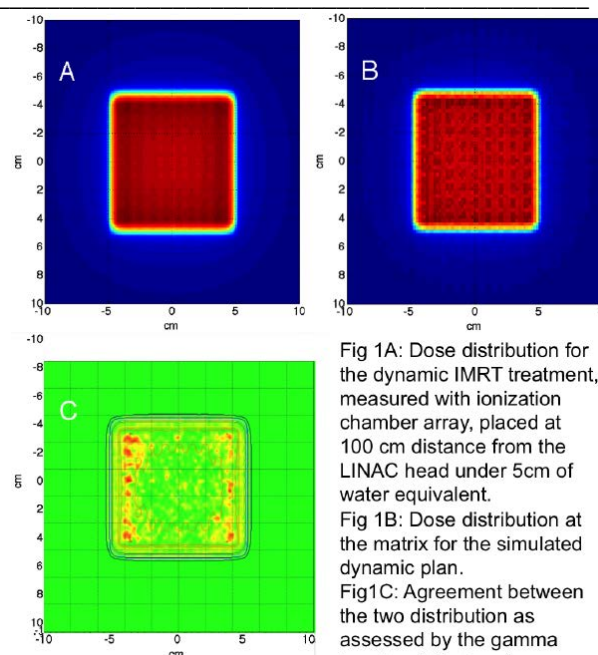 -10
-8
-6
-4
-2
0
2
4
6
8
10
cm
A
-10
-5
0
5
10
cm
-10
-8
-6
-4
-2
0
2
4
6
8
10
cm
B
-10
-5
0
5
cm
-10
-8
-6
-4
-2
0
2
4
6
8
10
cm
C
-10
-5
0
5
10
cm
Fig 1A: Dose distribution for
the dynamic IMRT treatment,
measured with ionization
chamber array, placed at
100 cm distance from the
LINAC head under 5cm of
water equivalent.
Fig 1B: Dose distribution at
the matrix for the simulated
dynamic plan.
Fig1C: Agreement between
the two distribution as
assessed by the gamma